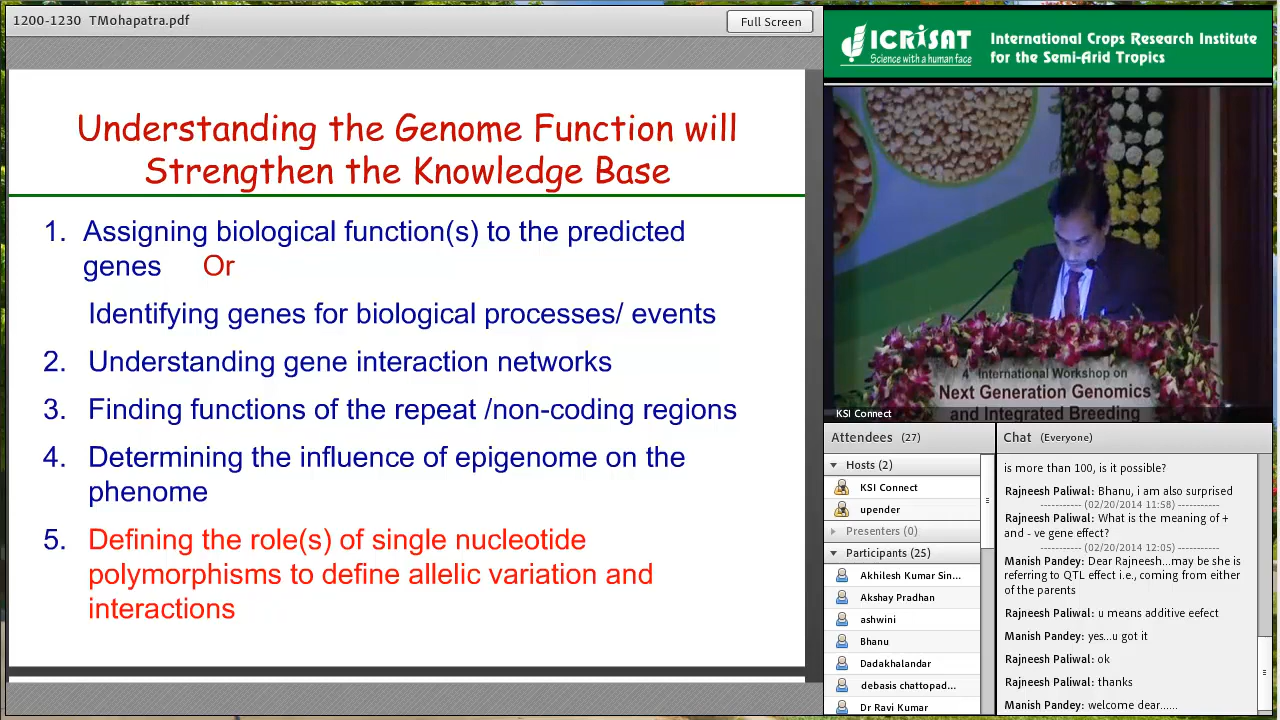 1200-1230 TMohapatra.pdf
Full Screen
Understanding the Genome Function will
Strengthen the Knowledge Base
1. Assigning biological function(s) to the predicted
genes Or
Identifying genes for biological processes/ events
2. Understanding gene interaction networks
3. Finding functions of the repeat /non-coding regions
4. Determining the influence of epigenome on the
phenome
5. Defining the role(s) of single nucleotide
polymorphisms to define allelic variation and
interactions
ICRISAT
Science with a human face
International Crops Research Institute
for the Semi-Arid Tropics
4th International Workshop on
Next Generation Genomics
and Integrated Breeding
KSI Connect
Attendees (27)
Hosts (2)
KSI Connect
upender
Presenters (0)
Participants (25)
Akhilesh Kumar Sin...
Akshay Pradhan
ashwini
Bhanu
Dadakhalandar
debasis chattopad...
Dr Ravi Kumar
Chat (Everyone)
is more than 100, is it possible?
Rajneesh Paliwal: Bhanu, i am also surprised
----------- (02/20/2014 11:58) -----------
Rajneesh Paliwal: What is the meaning of +
and - ve gene effect?
----------- (02/20/2014 12:05) -----------
Manish Pandey: Dear Rajneesh...may be she is
referring to QTL effect i.e., coming from either
of the parents
Rajneesh Paliwal: u means additive eefect
Manish Pandey: yes...u got it
Rajneesh Paliwal: ok
Rajneesh Paliwal: thanks
Manish Pandey: welcome dear......